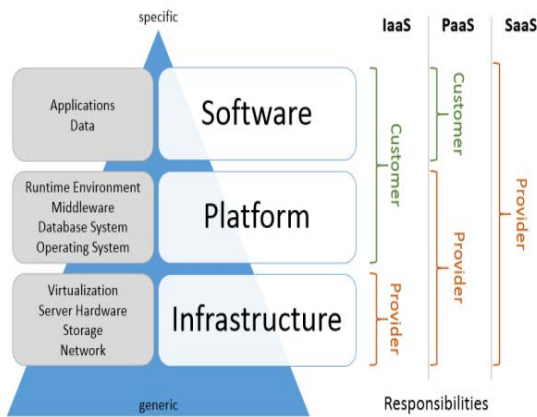 specific
IaaS PaaS SaaS
Applications
Data
Software
Customer
Customer
Runtime Environment
Middleware
Database System
Operating System
Platform
Provider
Provider
Virtualization
Server Hardware
Storage
Network
Infrastructure
Provider
generic
Responsibilities